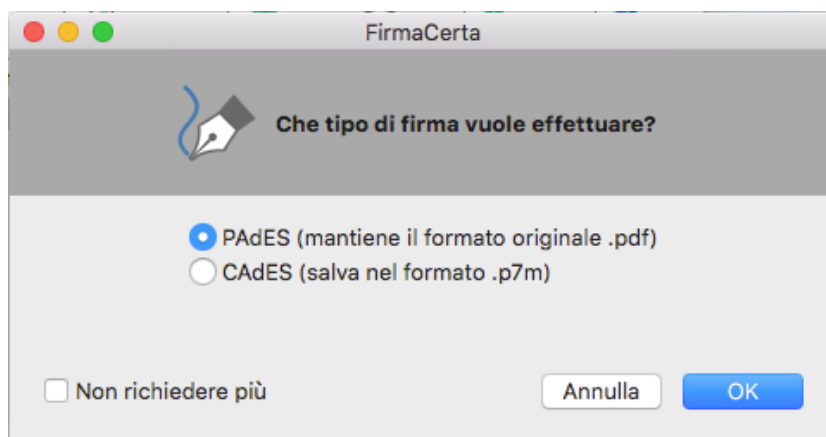 FirmaCerta
Che tipo di firma vuole effettuare?
PAdES (mantiene il formato originale .pdf)
CAdES (salva nel formato .p7m)
Non richiedere più
Annulla
OK